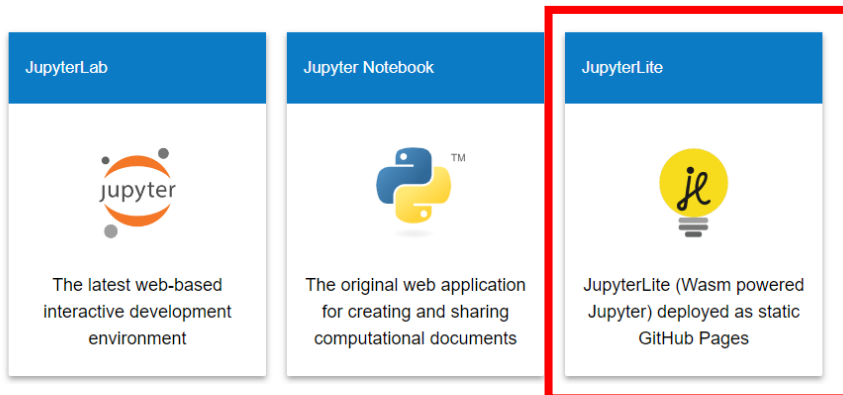 JupyterLab
jupyter
The latest web-based
interactive development
environment
Jupyter Notebook
TM
The original web application
for creating and sharing
computational documents
JupyterLite
jl
JupyterLite (Wasm powered
Jupyter) deployed as static
GitHub Pages